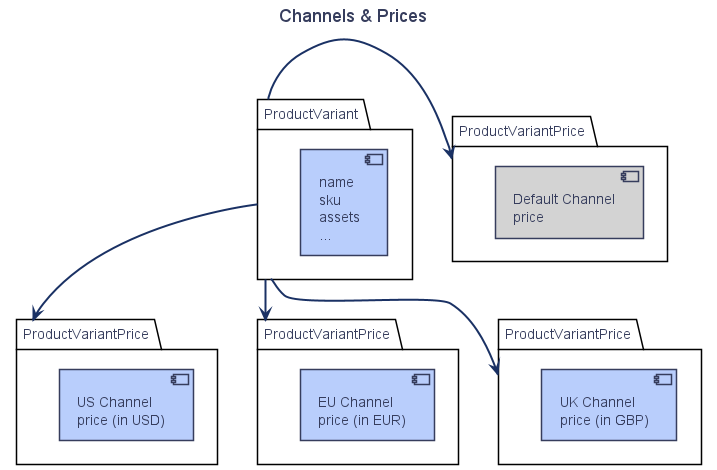 Channels & Prices
ProductVariant
name
sku
assets
...
ProductVariantPrice
Default Channel
price
ProductVariantPrice
US Channel
price (in USD)
ProductVariantPrice
EU Channel
price (in EUR)
ProductVariantPrice
UK Channel
price (in GBP)